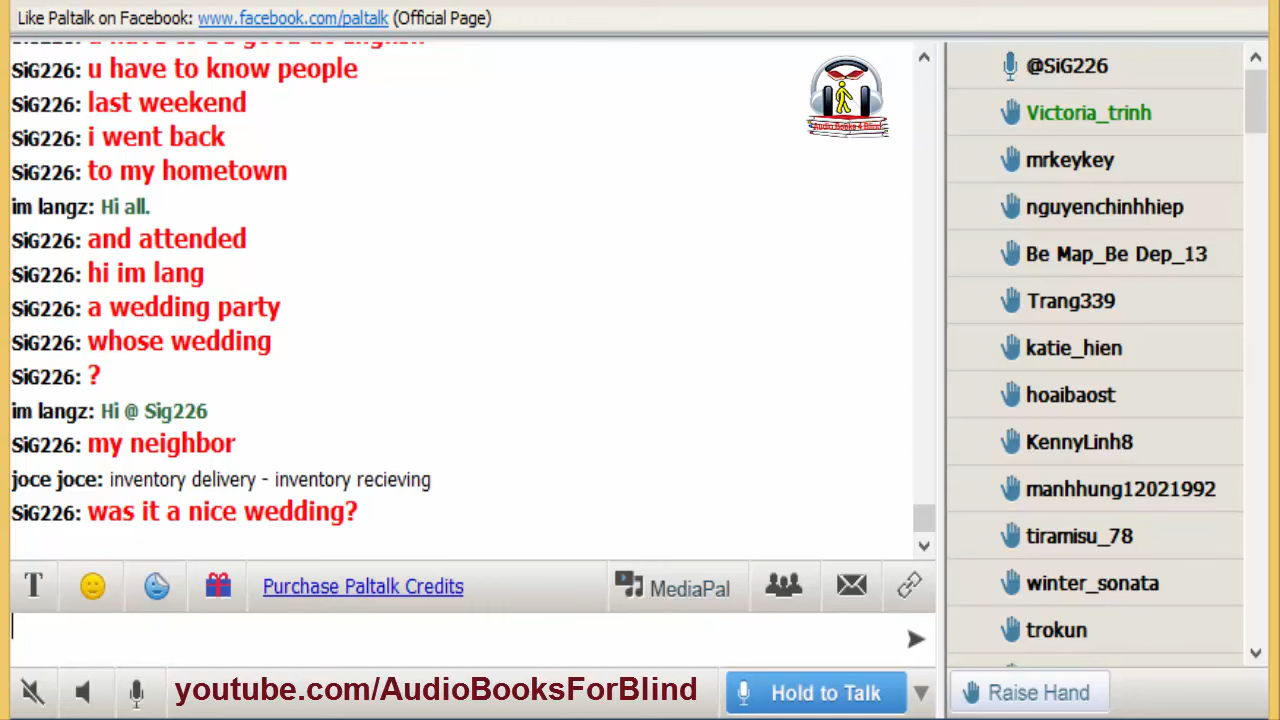 Like Paltalk on Facebook: www.facebook.com/paltalk (Official Page)
SiG226: u have to know people
SiG226: last weekend
SiG226: i went back
SiG226: to my hometown
im langz: Hi all.
SiG226: and attended
SiG226: hi im lang
SiG226: a wedding party
SiG226: whose wedding
SiG226: ?
im langz: Hi @ Sig226
SiG226: my neighbor
joce joce: inventory delivery - inventory recieving
SiG226: was it a nice wedding?
Audio Books 4 Blind
@SiG226
Victoria_trinh
mrkeykey
nguyenchinhhiep
Be Map_Be Dep_13
Trang339
katie_hien
hoaibaost
KennyLinh8
manhhung12021992
tiramisu_78
winter_sonata
trokun
T
Purchase Paltalk Credits
MediaPal
youtube.com/AudioBooksForBlind
Hold to Talk
Raise Hand